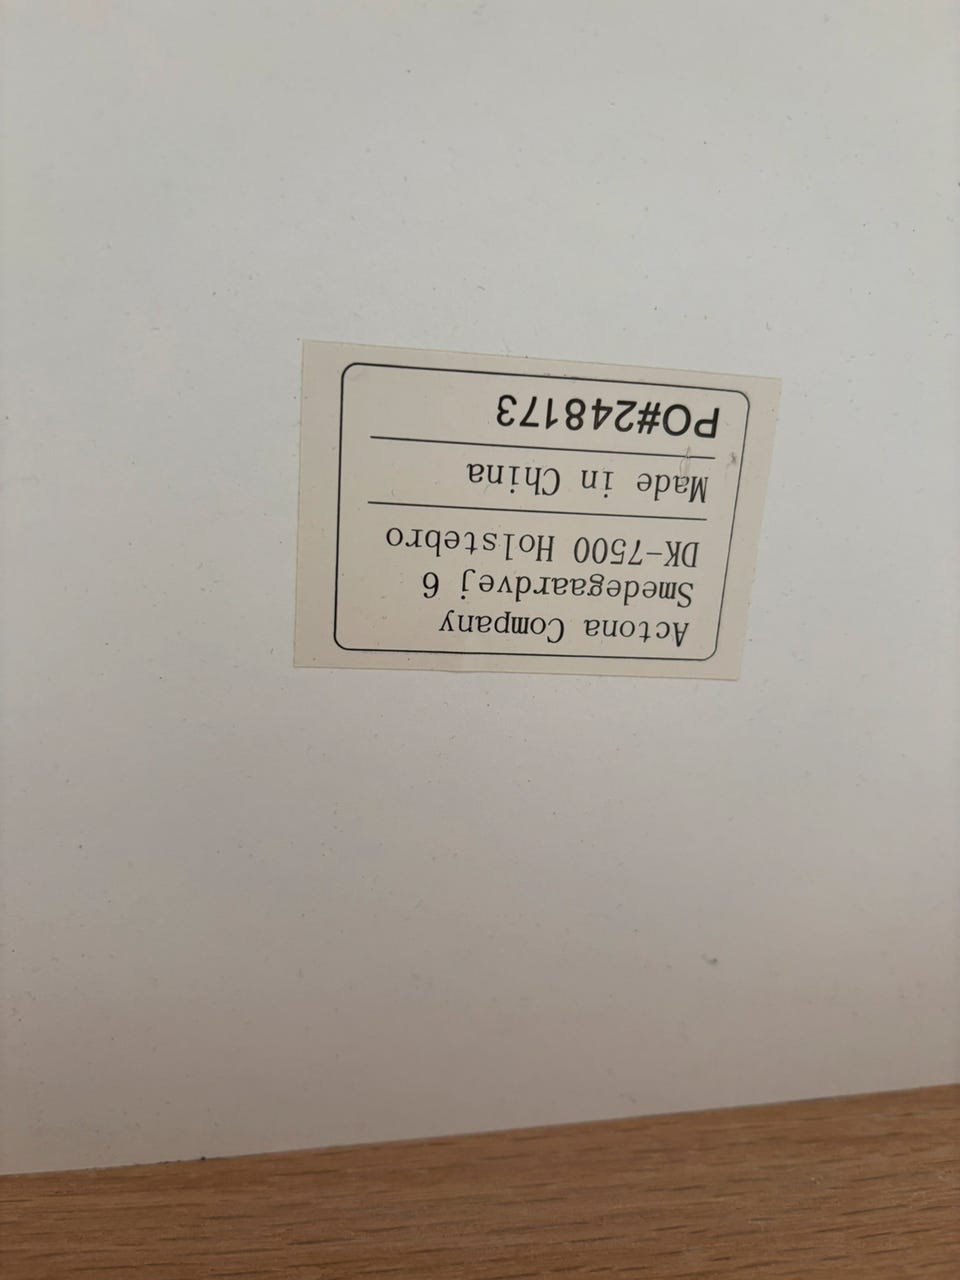 Actona Company
Smedegaardvej 6
DK-7500 Holstebro
Made in China
PO#248173